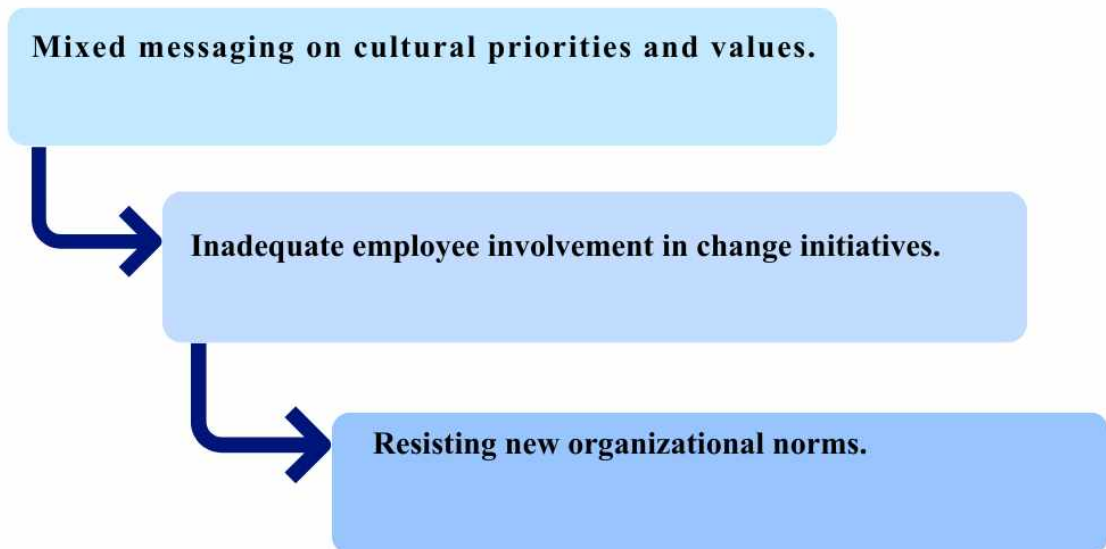 Mixed messaging on cultural priorities and values.
Inadequate employee involvement in change initiatives.
Resisting new organizational norms.